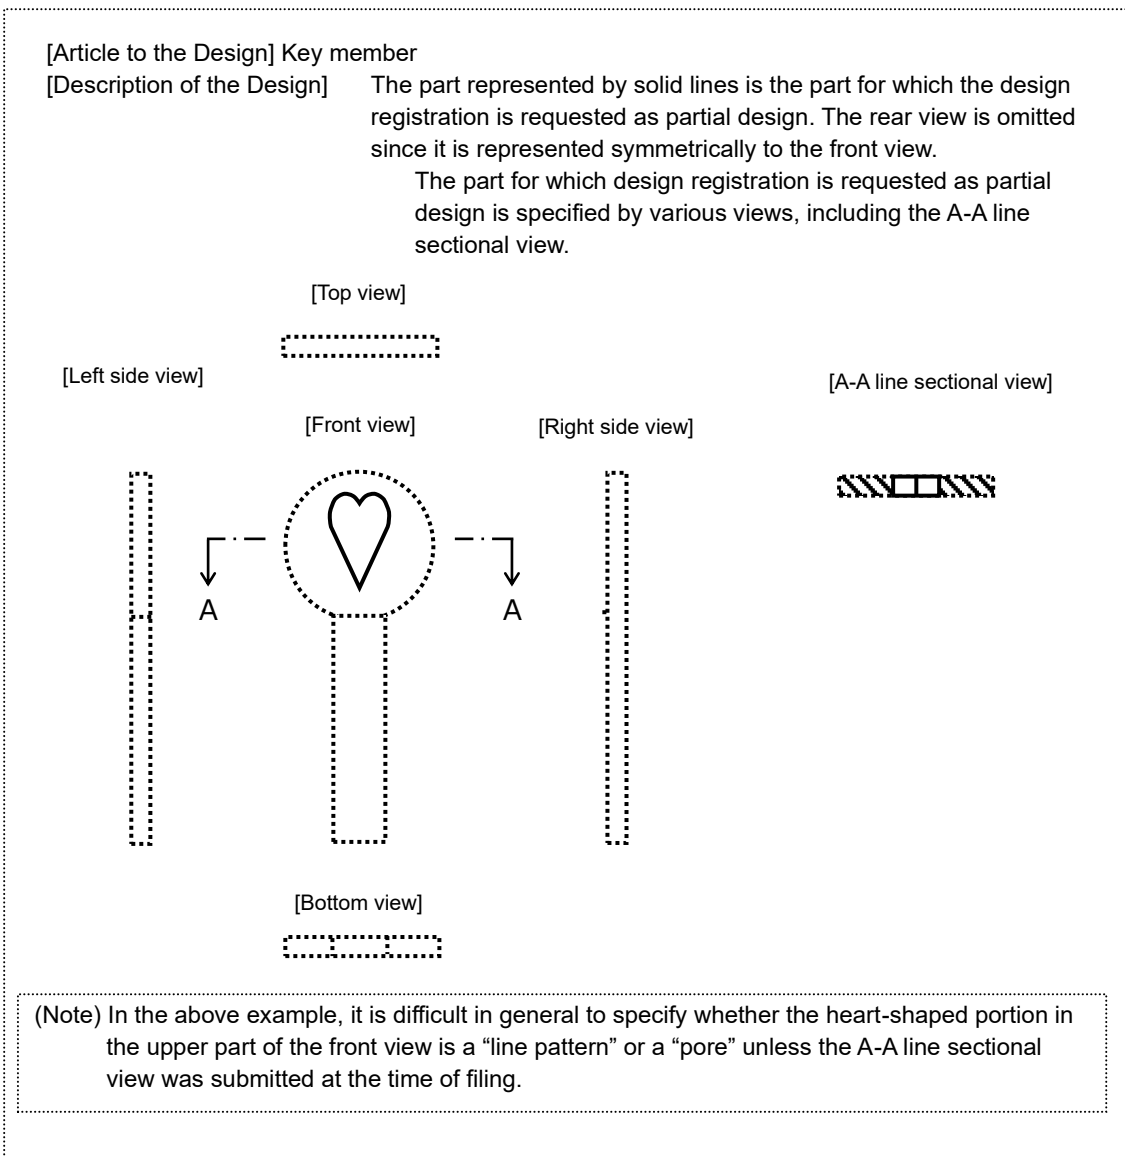 [Article to the Design] Key member
[Description of the Design] The part represented by solid lines is the part for which the design
registration is requested as partial design. The rear view is omitted
since it is represented symmetrically to the front view.
The part for which design registration is requested as partial
design is specified by various views, including the A-A line
sectional view.
[Top view]
[Left side view]
[A-A line sectional view]
[Front view]
[Right side view]
A
A
[Bottom view]
(Note) In the above example, it is difficult in general to specify whether the heart-shaped portion in
the upper part of the front view is a “line pattern” or a “pore” unless the A-A line sectional
view was submitted at the time of filing.